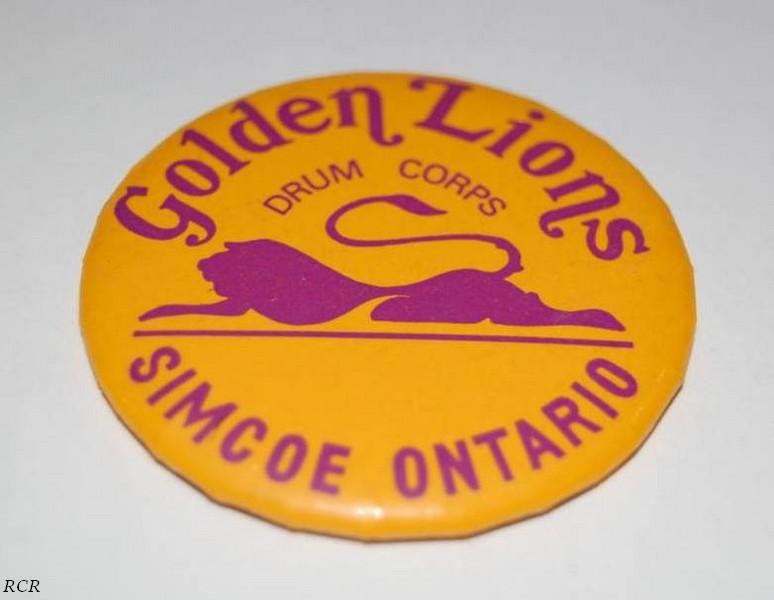 Golden Lions
DRUM CORPS
SIMCOE ONTARIO
RCR